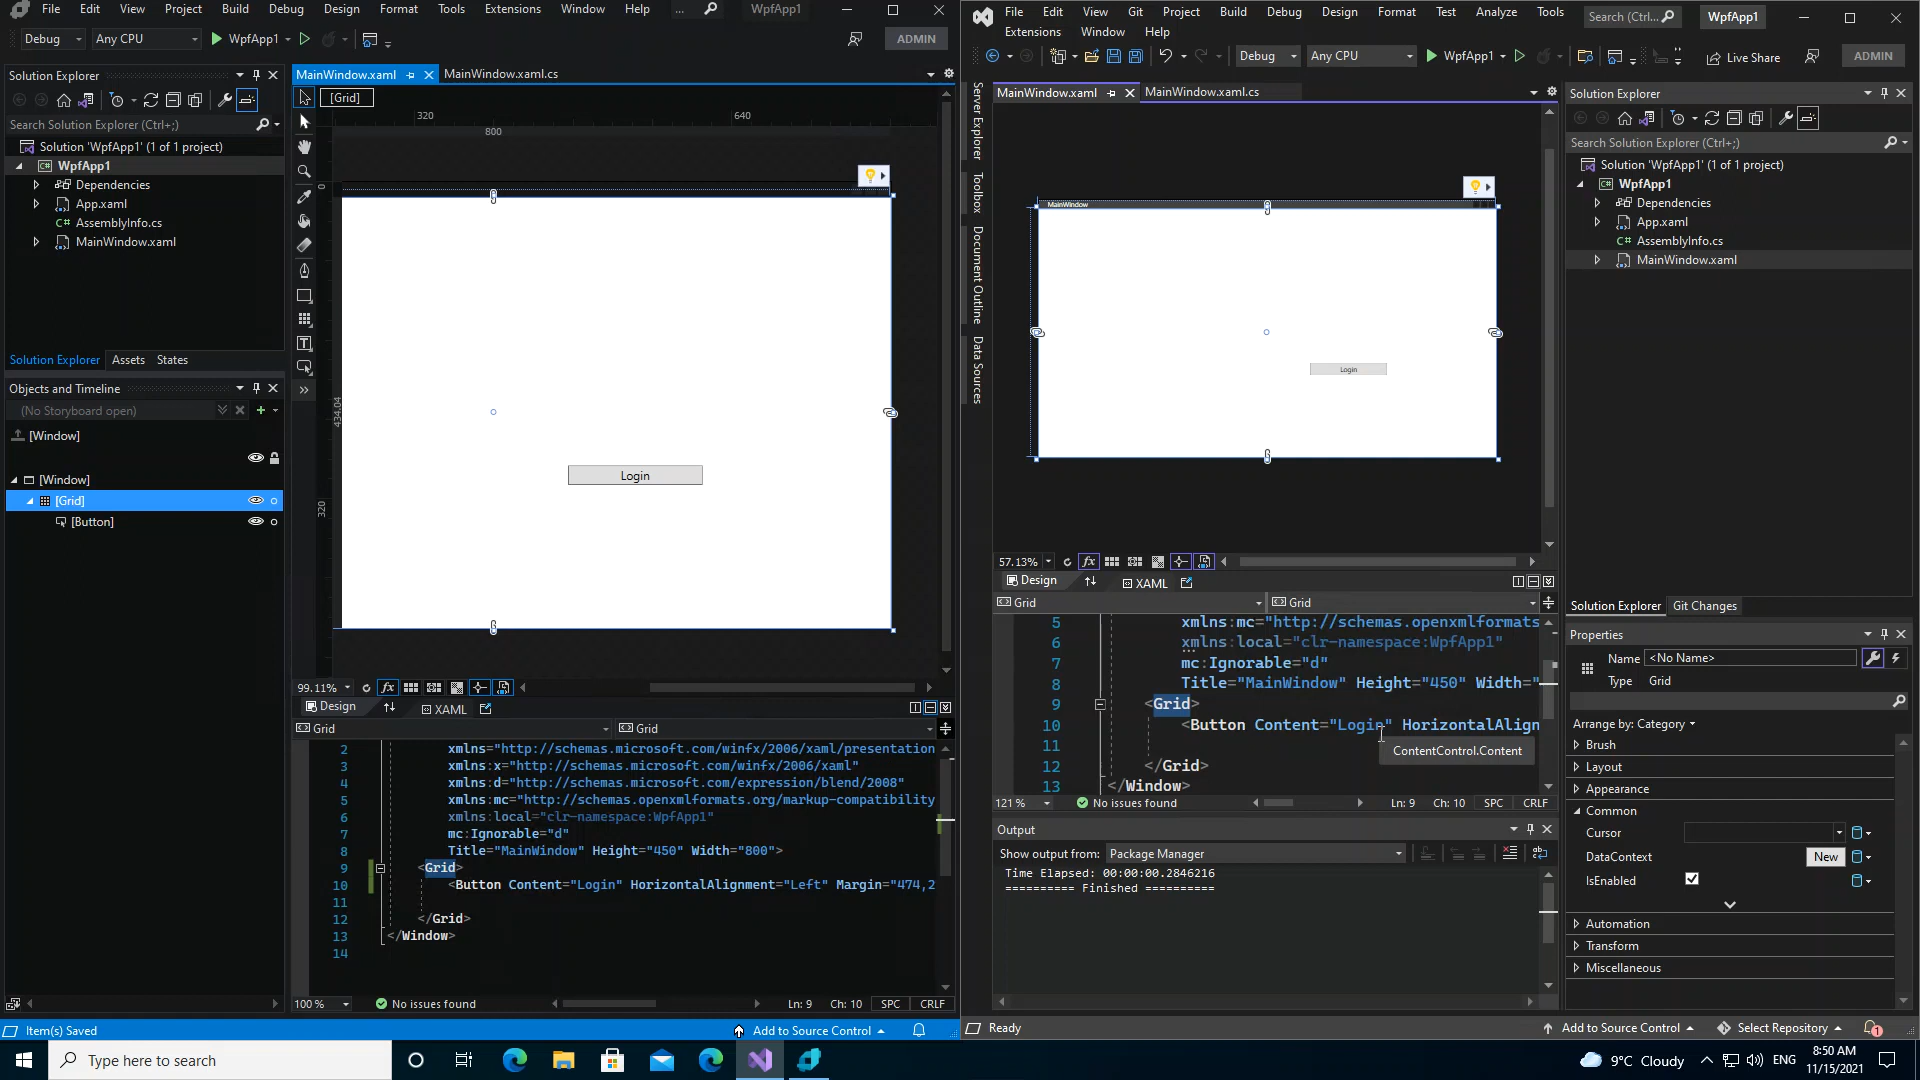 File Edit View Project Build Debug Design Format Tools Extensions Window Help ... WpfApp1
Debug Any CPU WpfApp1 ADMIN
Solution Explorer
Search Solution Explorer (Ctrl+;)
Solution 'WpfApp1' (1 of 1 project)
WpfApp1
Dependencies
App.xaml
C# AssemblyInfo.cs
MainWindow.xaml
Solution Explorer Assets States
Objects and Timeline
(No Storyboard open)
[Window]
[Window]
[Grid]
[Button]
MainWindow.xaml MainWindow.xaml.cs
[Grid]
320 640
800
0
434.04
320
Login
99.11% fx
Design XAML
Grid Grid
2 xmlns="http://schemas.microsoft.com/winfx/2006/xaml/presentation
3 xmlns:x="http://schemas.microsoft.com/winfx/2006/xaml"
4 xmlns:d="http://schemas.microsoft.com/expression/blend/2008"
5 xmlns:mc="http://schemas.openxmlformats.org/markup-compatibility
6 xmlns:local="clr-namespace:WpfApp1"
7 mc:Ignorable="d"
8 Title="MainWindow" Height="450" Width="800">
9 <Grid>
10 <Button Content="Login" HorizontalAlignment="Left" Margin="474,2
11
12 </Grid>
13 </Window>
14
100 % No issues found Ln: 9 Ch: 10 SPC CRLF
Item(s) Saved Add to Source Control
File Edit View Git Project Build Debug Design Format Test Analyze Tools Search (Ctrl... WpfApp1
Extensions Window Help
Debug Any CPU WpfApp1 Live Share ADMIN
Server Explorer
Toolbox
Document Outline
Data Sources
MainWindow.xaml MainWindow.xaml.cs
MainWindow
Login
57.13% fx
Design XAML
Grid Grid
5 xmlns:mc="http://schemas.openxmlformats
6 xmlns:local="clr-namespace:WpfApp1"
7 mc:Ignorable="d"
8 Title="MainWindow" Height="450" Width="
9 <Grid>
10 <Button Content="Login" HorizontalAlign
11
12 </Grid>
13 </Window>
ContentControl.Content
121 % No issues found Ln: 9 Ch: 10 SPC CRLF
Output
Show output from: Package Manager
Time Elapsed: 00:00:00.2846216
========== Finished ==========
Solution Explorer
Search Solution Explorer (Ctrl+;)
Solution 'WpfApp1' (1 of 1 project)
WpfApp1
Dependencies
App.xaml
C# AssemblyInfo.cs
MainWindow.xaml
Solution Explorer Git Changes
Properties
Name <No Name>
Type Grid
Arrange by: Category
Brush
Layout
Appearance
Common
Cursor
DataContext New
IsEnabled
Automation
Transform
Miscellaneous
Ready Add to Source Control Select Repository 1
Type here to search 9°C Cloudy ENG 8:50 AM
11/15/2021